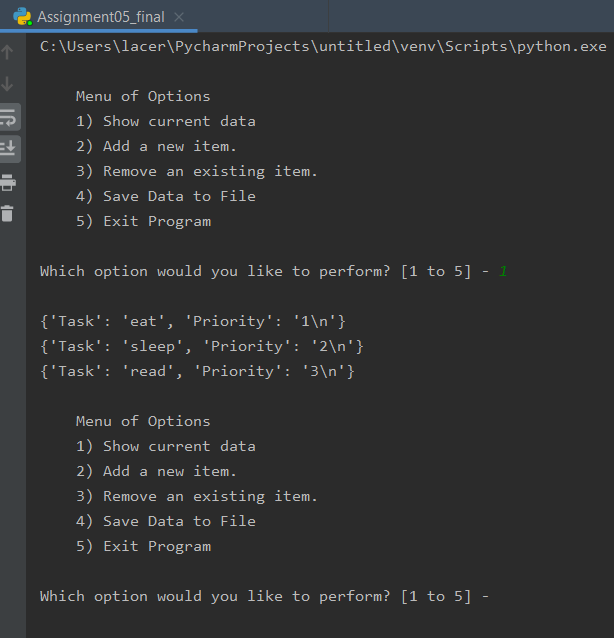 Assignment05_final
C:\Users\lacer\PycharmProjects\untitled\venv\Scripts\python.exe
Menu of Options
1) Show current data
2) Add a new item.
3) Remove an existing item.
4) Save Data to File
5) Exit Program
Which option would you like to perform? [1 to 5] - 1
{'Task': 'eat', 'Priority': '1\n'}
{'Task': 'sleep', 'Priority': '2\n'}
{'Task': 'read', 'Priority': '3\n'}
Menu of Options
1) Show current data
2) Add a new item.
3) Remove an existing item.
4) Save Data to File
5) Exit Program
Which option would you like to perform? [1 to 5] -